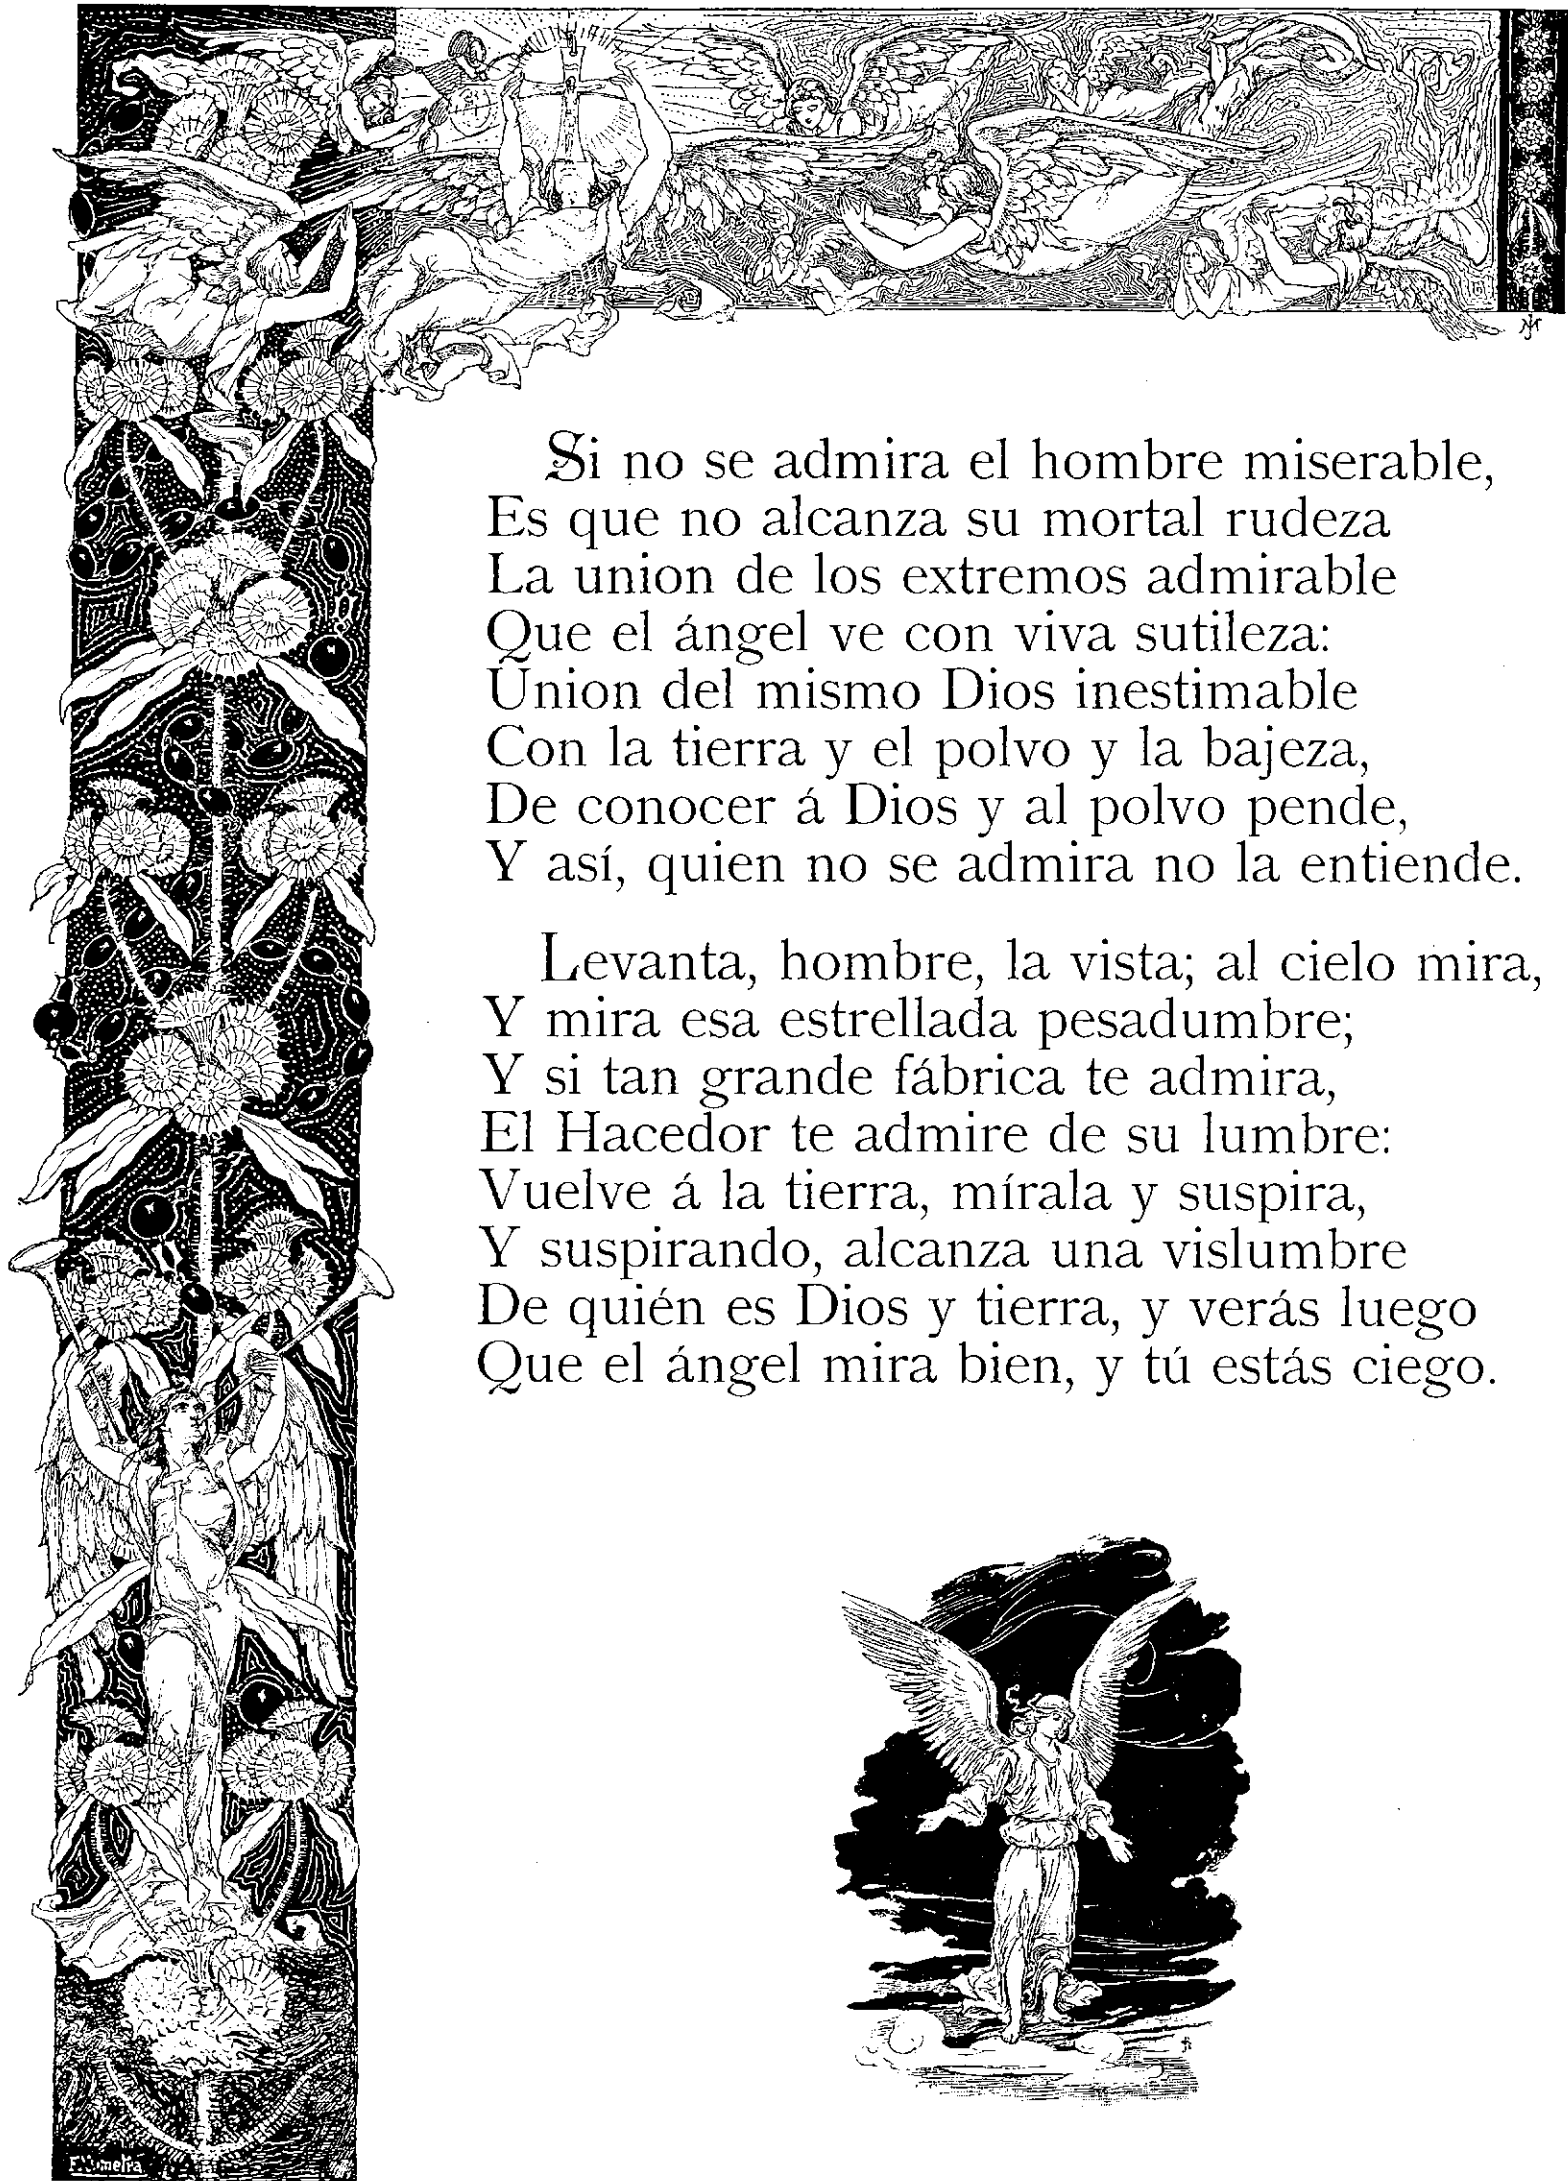 Si no se admira el hombre miserable,
Es que no alcanza su mortal rudeza
La union de los extremos admirable
Que el ángel ve con viva sutileza:
Union del mismo Dios inestimable
Con la tierra y el polvo y la bajeza,
De conocer á Dios y al polvo pende,
Y así, quien no se admira no la entiende.
Levanta, hombre, la vista; al cielo mira,
Y mira esa estrellada pesadumbre;
Y si tan grande fábrica te admira,
El Hacedor te admire de su lumbre:
Vuelve á la tierra, mírala y suspira,
Y suspirando, alcanza una vislumbre
De quién es Dios y tierra, y verás luego
Que el ángel mira bien, y tú estás ciego.